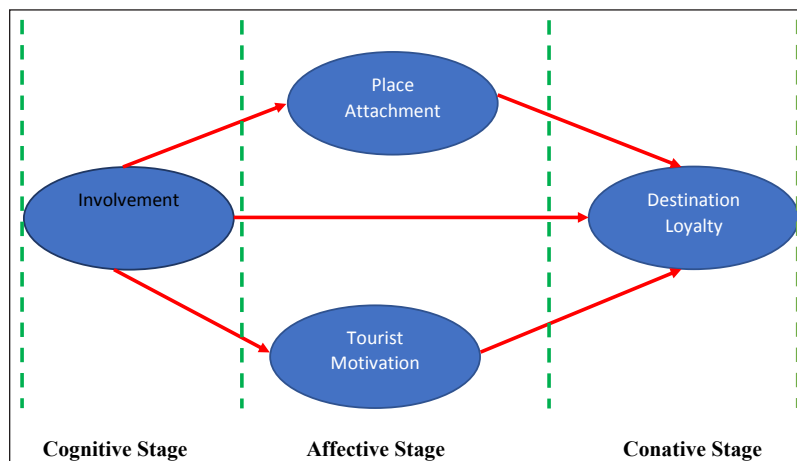 Place
Attachment
Involvement
Destination
Loyalty
Tourist
Motivation
Cognitive Stage
Affective Stage
Conative Stage